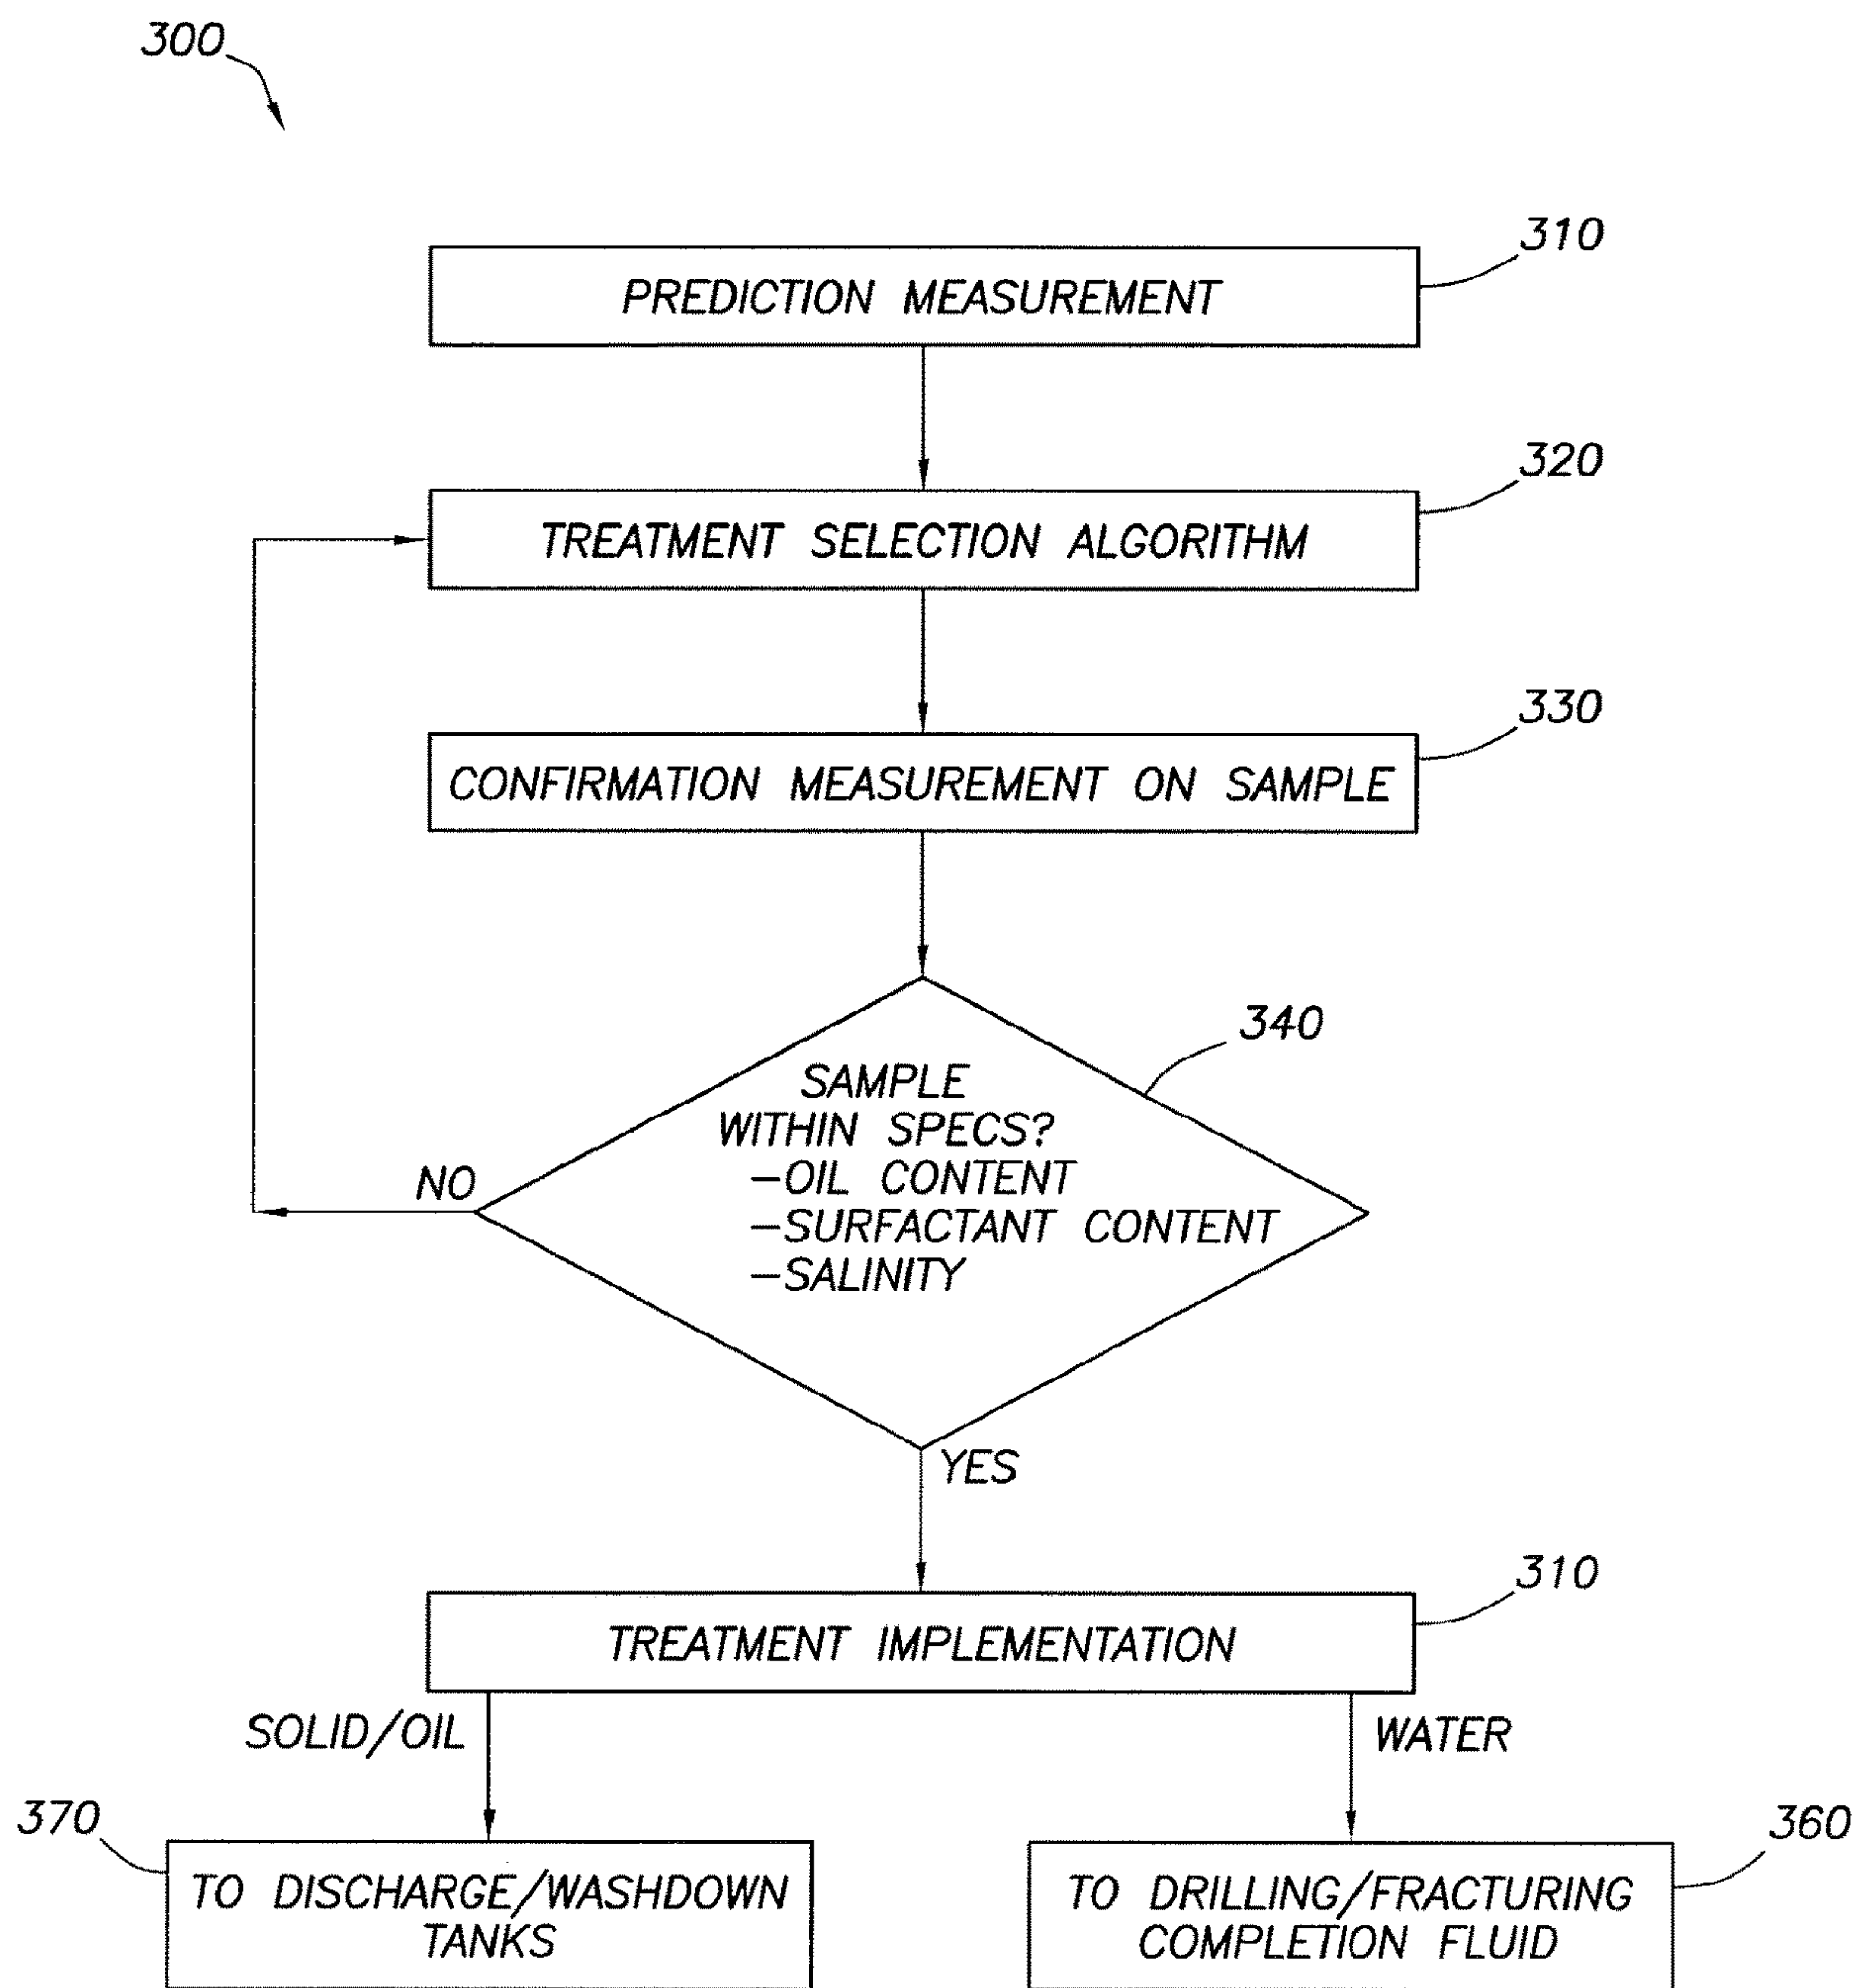 300
310
PREDICTION MEASUREMENT
320
TREATMENT SELECTION ALGORITHM
330
CONFIRMATION MEASUREMENT ON SAMPLE
340
SAMPLE
WITHIN SPECS?
–OIL CONTENT
–SURFACTANT CONTENT
–SALINITY
NO
YES
310
TREATMENT IMPLEMENTATION
SOLID/OIL
WATER
370
TO DISCHARGE/WASHDOWN
TANKS
360
TO DRILLING/FRACTURING
COMPLETION FLUID